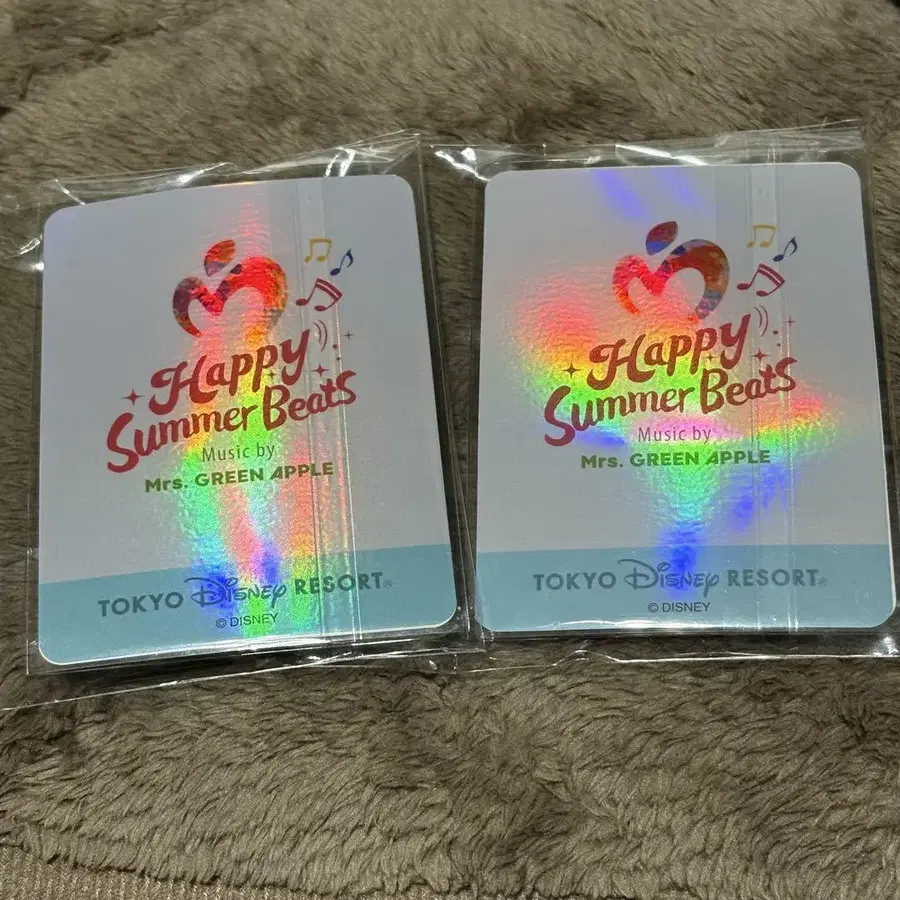 Happy
Summer Beats
Music by
Mrs. GREEN APPLE
TOKYO Disney RESORT®
© DISNEY
Happy
Summer Beats
Music by
Mrs. GREEN APPLE
TOKYO Disney RESORT®
© DISNEY